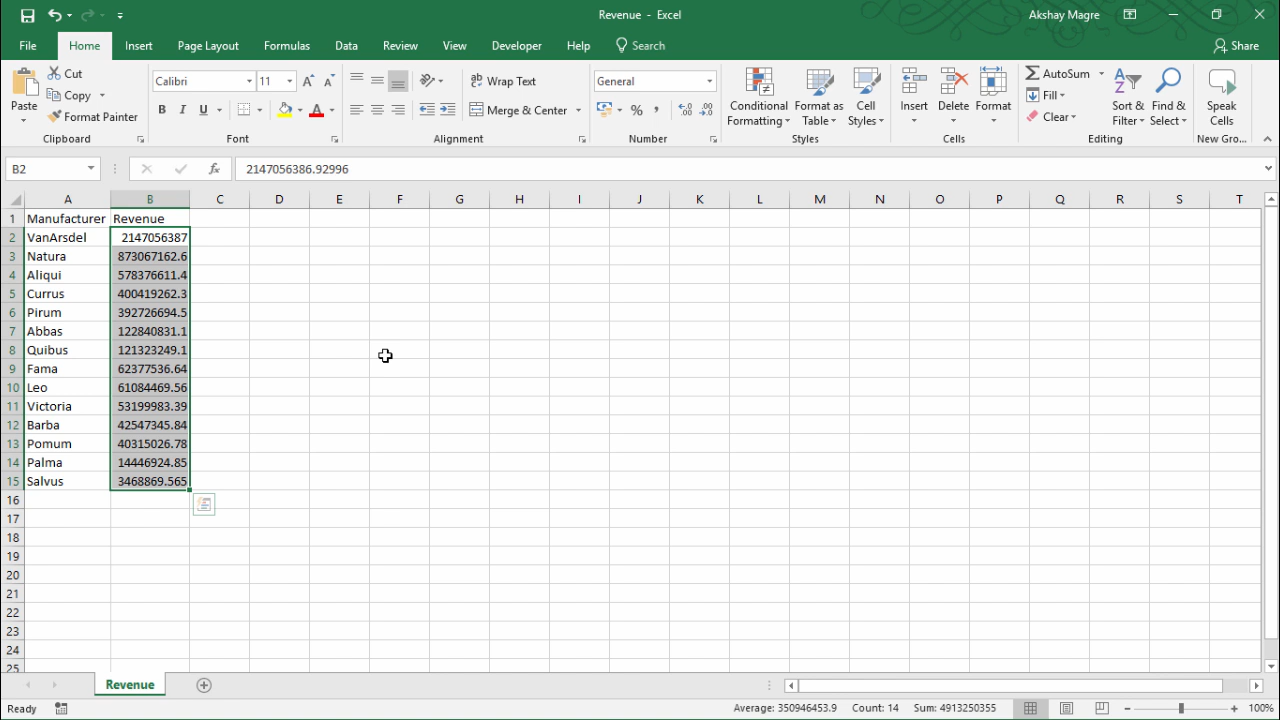 Revenue - Excel
Akshay Magre
File Home Insert Page Layout Formulas Data Review View Developer Help Search Share
Paste
Cut
Copy
Format Painter
Clipboard
Calibri 11
B I U A
Font
ab Wrap Text
Merge & Center
Alignment
General
% ,
Number
Conditional Formatting
Format as Table
Cell Styles
Styles
Insert
Delete
Format
Cells
AutoSum
Fill
Clear
Sort & Filter
Find & Select
Editing
Speak Cells
New Gro...
B2 fx 2147056386.92996
A B C D E F G H I J K L M N O P Q R S T
1 Manufacturer Revenue
2 VanArsdel 2147056387
3 Natura 873067162.6
4 Aliqui 578376611.4
5 Currus 400419262.3
6 Pirum 392726694.5
7 Abbas 122840831.1
8 Quibus 121323249.1
9 Fama 62377536.64
10 Leo 61084469.56
11 Victoria 53199983.39
12 Barba 42547345.84
13 Pomum 40315026.78
14 Palma 14446924.85
15 Salvus 3468869.565
16
17
18
19
20
21
22
23
24
25
Revenue
Ready Average: 350946453.9 Count: 14 Sum: 4913250355 100%